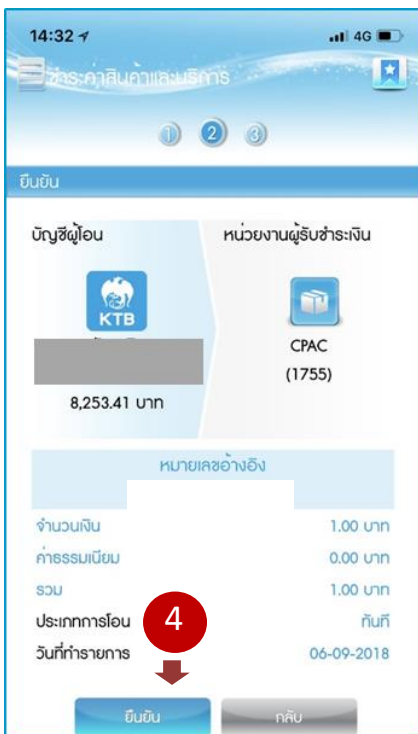 14:32 4G
ชำระค่าสินค้าและบริการ
1 2 3
ยืนยัน
บัญชีผู้โอน หน่วยงานผู้รับชำระเงิน
KTB
CPAC
(1755)
8,253.41 บาท
หมายเลขอ้างอิง
จำนวนเงิน 1.00 บาท
ค่าธรรมเนียม 0.00 บาท
รวม 1.00 บาท
ประเภทการโอน ทันที
4
วันที่ทำรายการ 06-09-2018
ยืนยัน กลับ